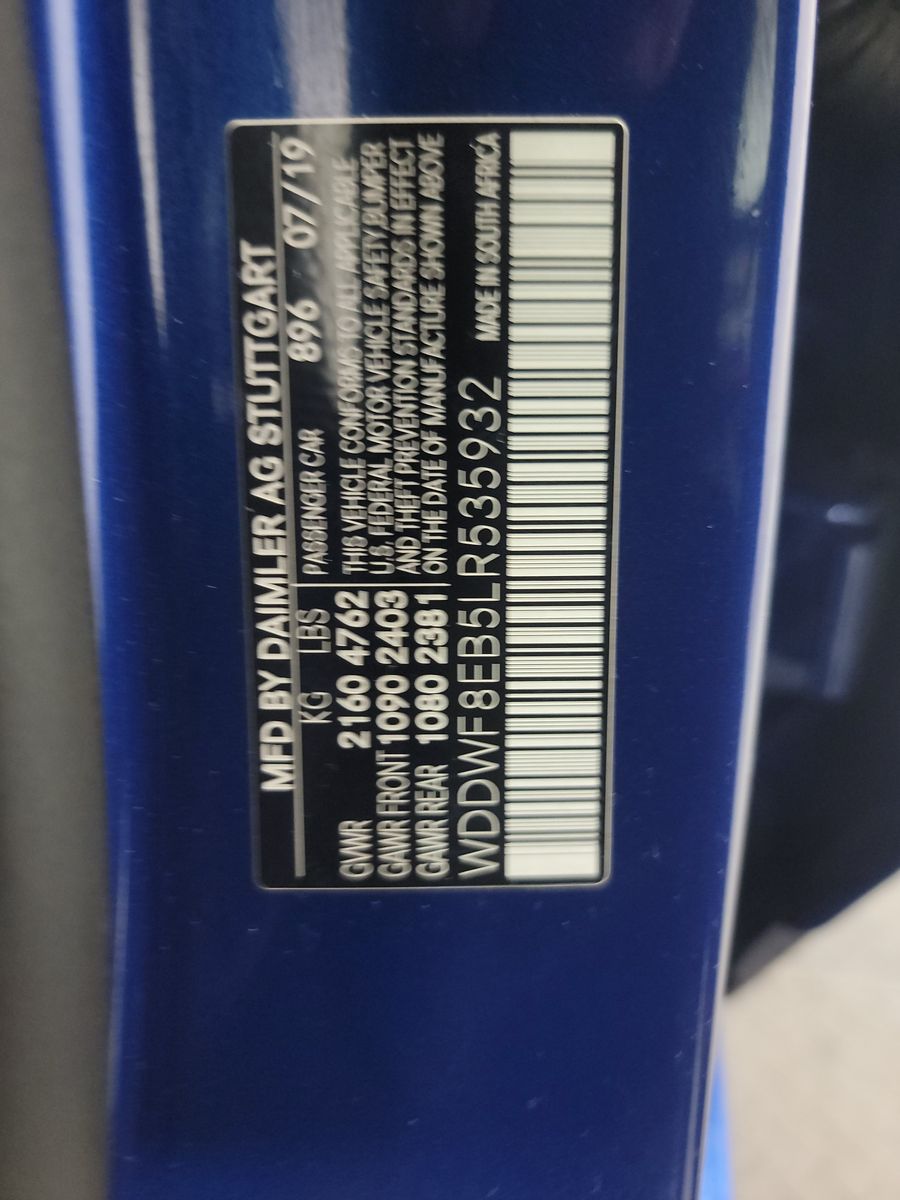 MFD BY DAIMLER AG STUTTGART
KG LBS PASSENGER CAR 896 07/19
GVWR 2160 4762 THIS VEHICLE CONFORMS TO ALL APPLICABLE
GAWR FRONT 1090 2403 U.S. FEDERAL MOTOR VEHICLE SAFETY, BUMPER
GAWR REAR 1080 2381 AND THEFT PREVENTION STANDARDS IN EFFECT
ON THE DATE OF MANUFACTURE SHOWN ABOVE
WDDWF8EB5LR535932 MADE IN SOUTH AFRICA